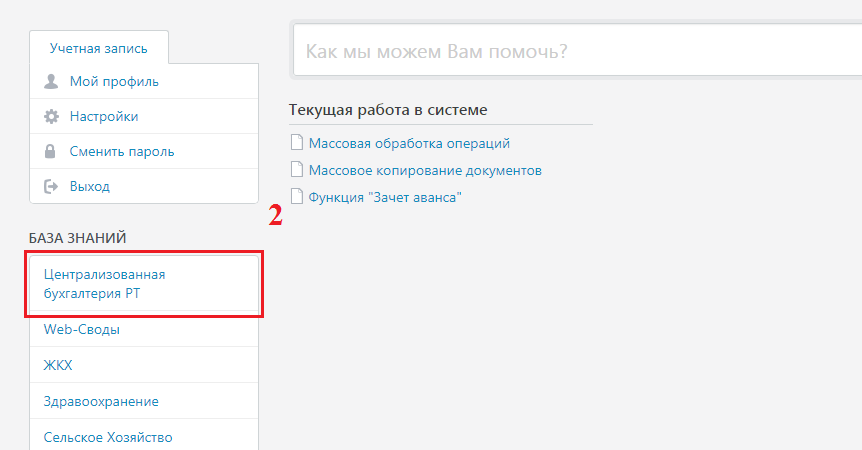 Учетная запись
Мой профиль
Настройки
Сменить пароль
Выход
2
БАЗА ЗНАНИЙ
Централизованная
бухгалтерия РТ
Web-Своды
ЖКХ
Здравоохранение
Сельское Хозяйство
Как мы можем Вам помочь?
Текущая работа в системе
Массовая обработка операций
Массовое копирование документов
Функция "Зачет аванса"